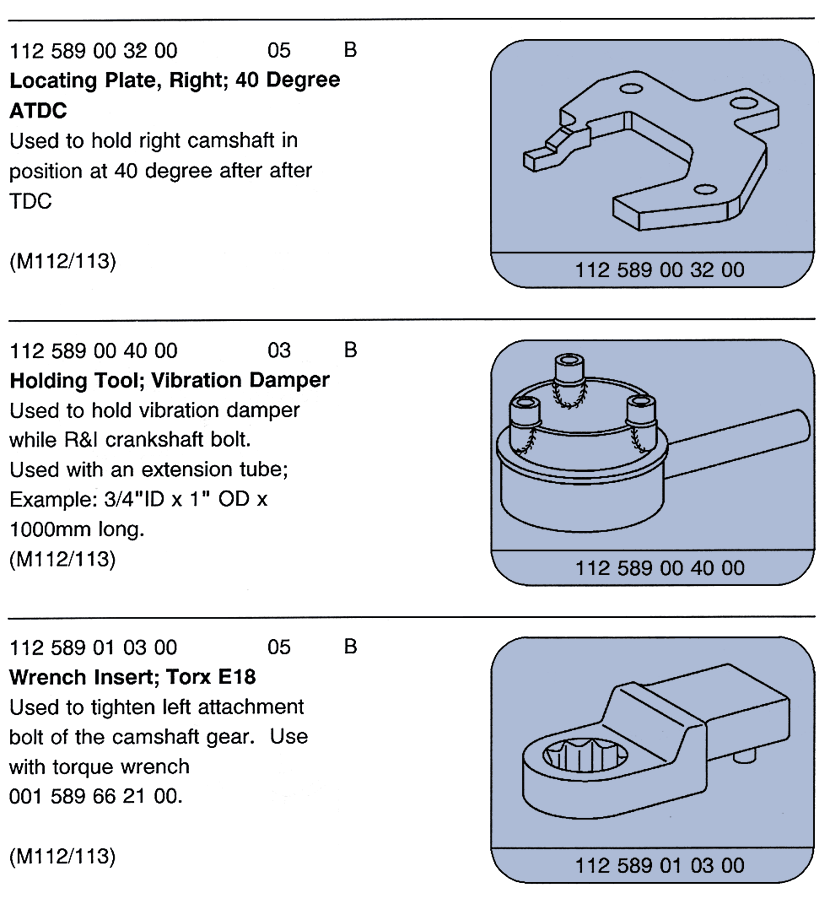 112 589 00 32 00 05 B
Locating Plate, Right; 40 Degree
ATDC
Used to hold right camshaft in
position at 40 degree after after
TDC
(M112/113)
112 589 00 32 00
112 589 00 40 00 03 B
Holding Tool; Vibration Damper
Used to hold vibration damper
while R&I crankshaft bolt.
Used with an extension tube;
Example: 3/4"ID x 1" OD x
1000mm long.
(M112/113)
112 589 00 40 00
112 589 01 03 00 05 B
Wrench Insert; Torx E18
Used to tighten left attachment
bolt of the camshaft gear. Use
with torque wrench
001 589 66 21 00.
(M112/113)
112 589 01 03 00